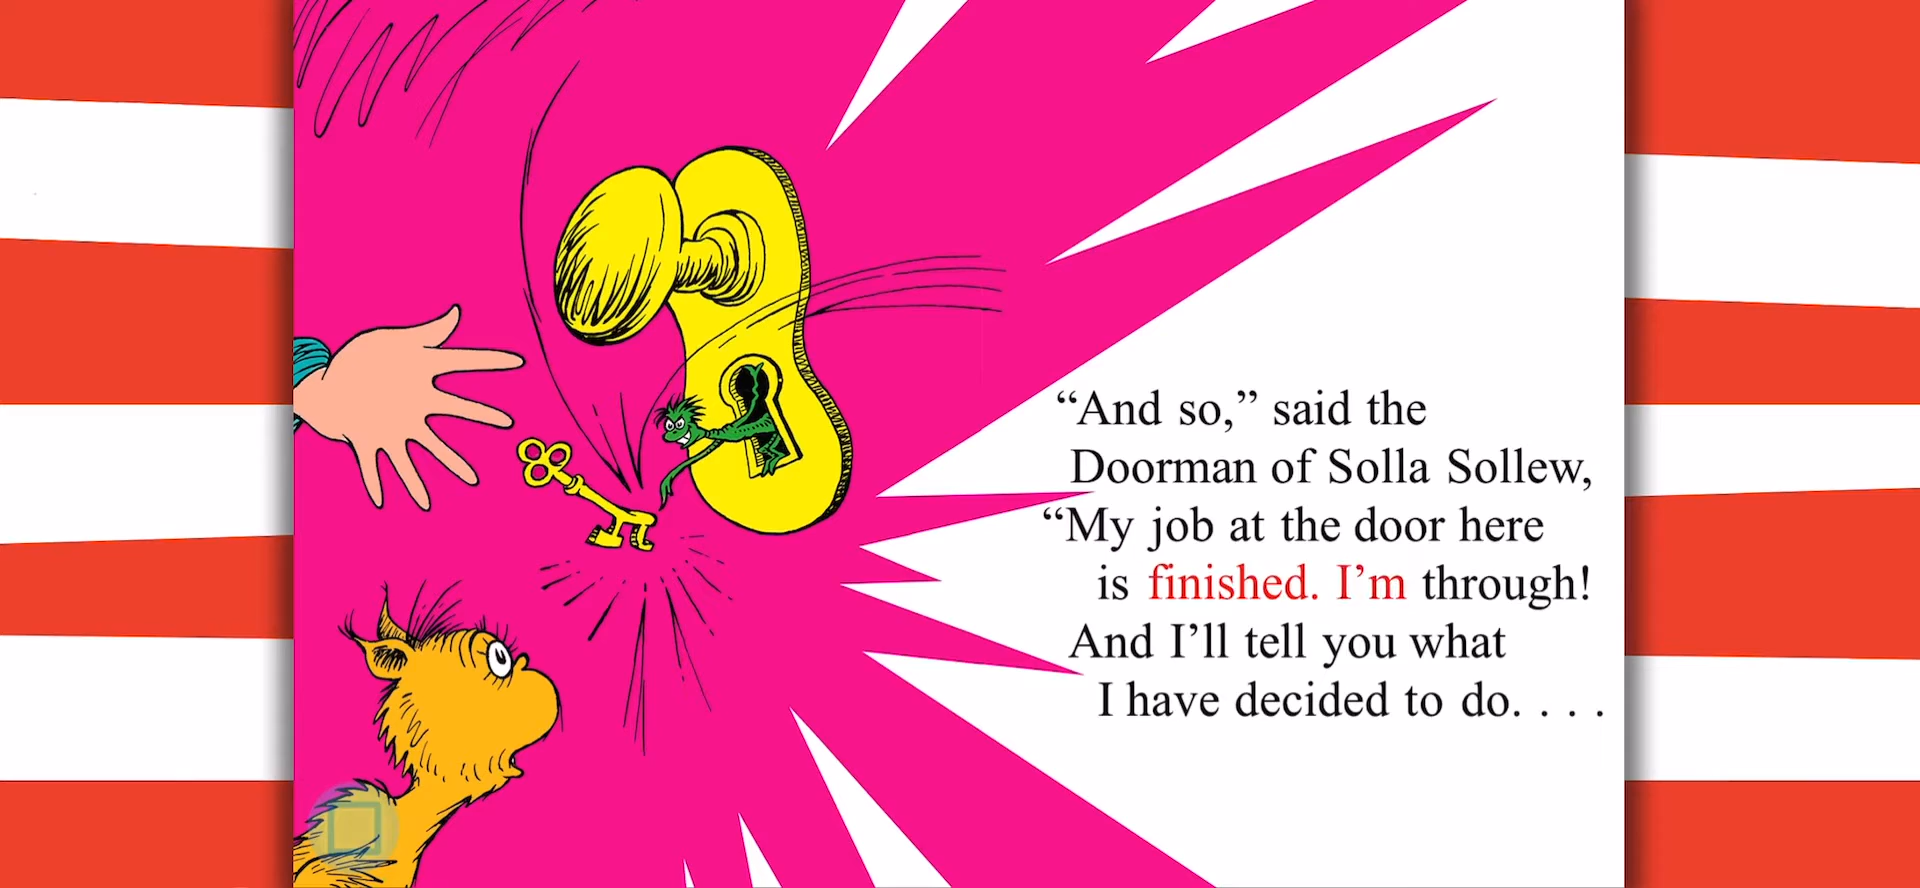 “And so,” said the
Doorman of Solla Sollew,
“My job at the door here
is finished. I’m through!
And I’ll tell you what
I have decided to do. . . .